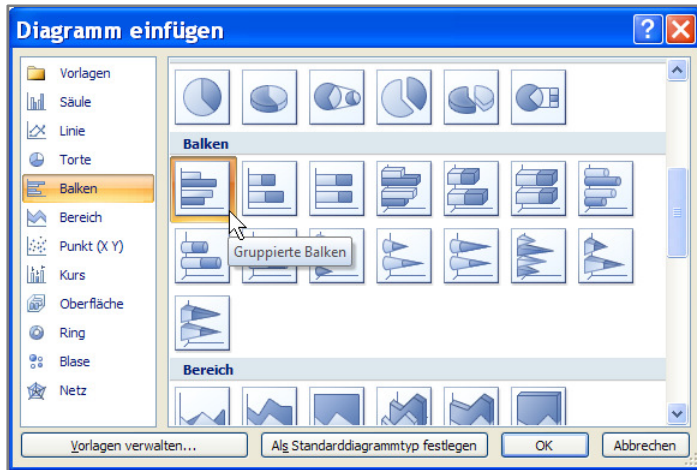 Diagramm einfügen
Vorlagen
Säule
Linie
Torte
Balken
Bereich
Punkt (X Y)
Kurs
Oberfläche
Ring
Blase
Netz
Balken
Gruppierte Balken
Bereich
Vorlagen verwalten...
Als Standarddiagrammtyp festlegen
OK
Abbrechen